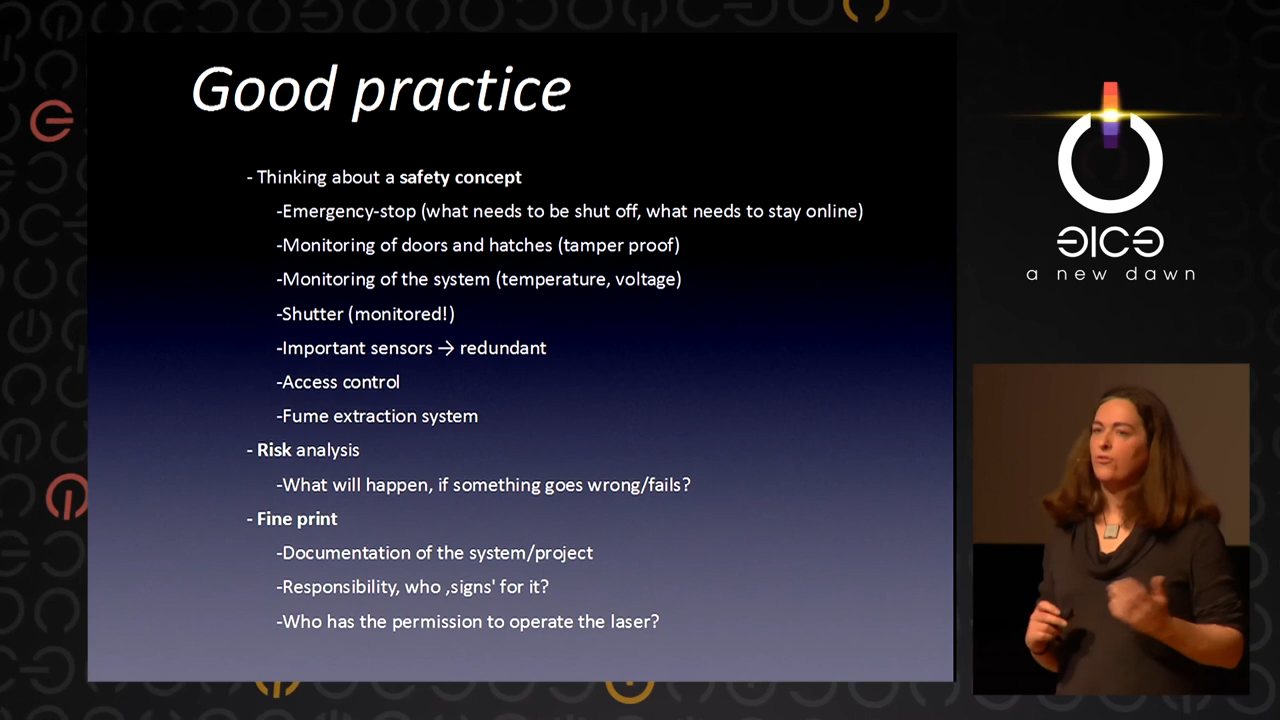 Good practice
- Thinking about a safety concept
-Emergency-stop (what needs to be shut off, what needs to stay online)
-Monitoring of doors and hatches (tamper proof)
-Monitoring of the system (temperature, voltage)
-Shutter (monitored!)
-Important sensors → redundant
-Access control
-Fume extraction system
- Risk analysis
-What will happen, if something goes wrong/fails?
- Fine print
-Documentation of the system/project
-Responsibility, who ‚signs' for it?
-Who has the permission to operate the laser?
a new dawn